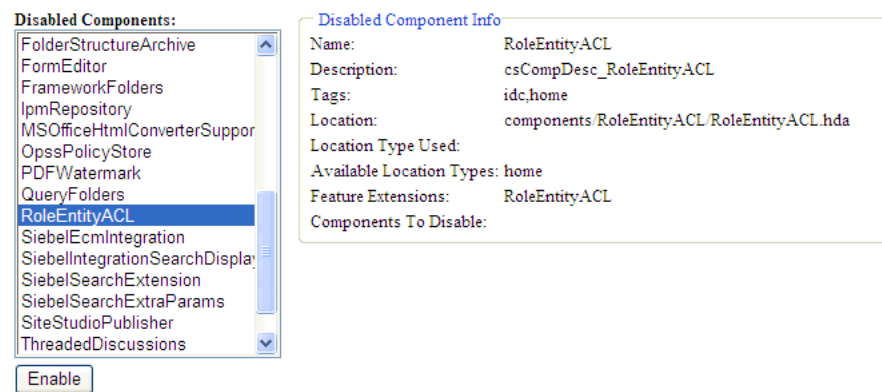 Disabled Components:
FolderStructureArchive
FormEditor
FrameworkFolders
IpmRepository
MSOfficeHtmlConverterSuppor
OpssPolicyStore
PDFWatermark
QueryFolders
RoleEntityACL
SiebelEcmIntegration
SiebelIntegrationSearchDisplay
SiebelSearchExtension
SiebelSearchExtraParams
SiteStudioPublisher
ThreadedDiscussions
Enable
Disabled Component Info
Name: RoleEntityACL
Description: csCompDesc_RoleEntityACL
Tags: idc,home
Location: components/RoleEntityACL/RoleEntityACL.hda
Location Type Used:
Available Location Types: home
Feature Extensions: RoleEntityACL
Components To Disable: